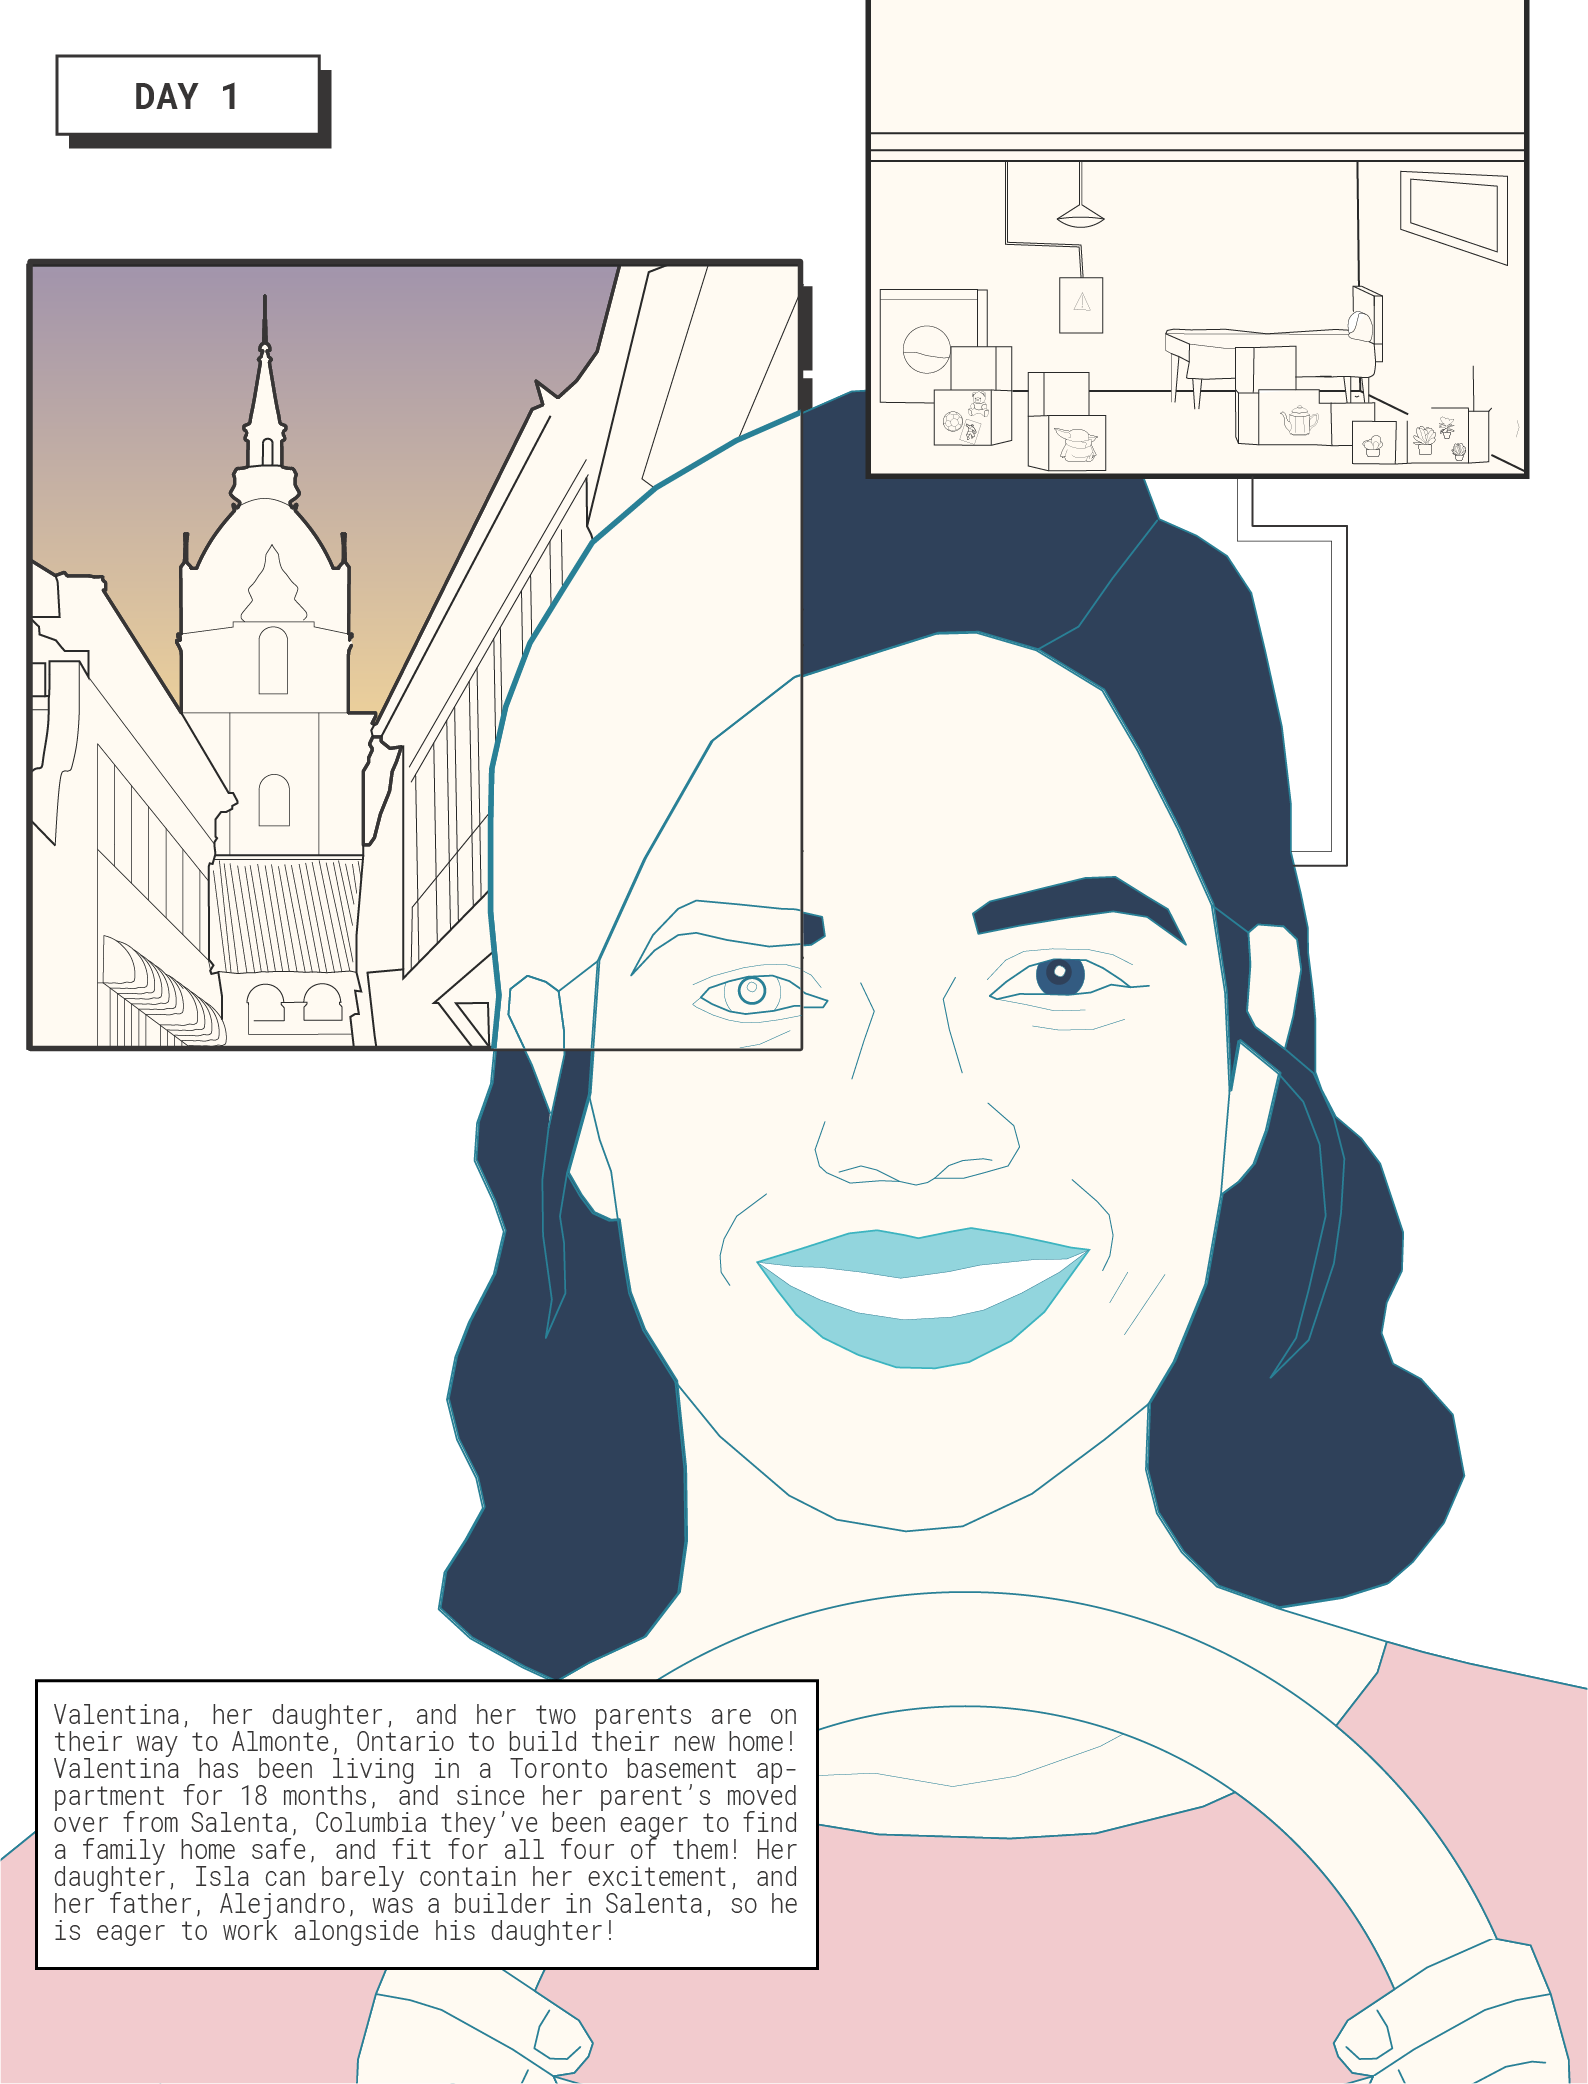 DAY 1
Valentina, her daughter, and her two parents are on
their way to Almonte, Ontario to build their new home!
Valentina has been living in a Toronto basement ap-
partment for 18 months, and since her parent's moved
over from Salenta, Columbia they've been eager to find
a family home safe, and fit for all four of them! Her
daughter, Isla can barely contain her excitement, and
her father, Alejandro, was a builder in Salenta, so he
is eager to work alongside his daughter!